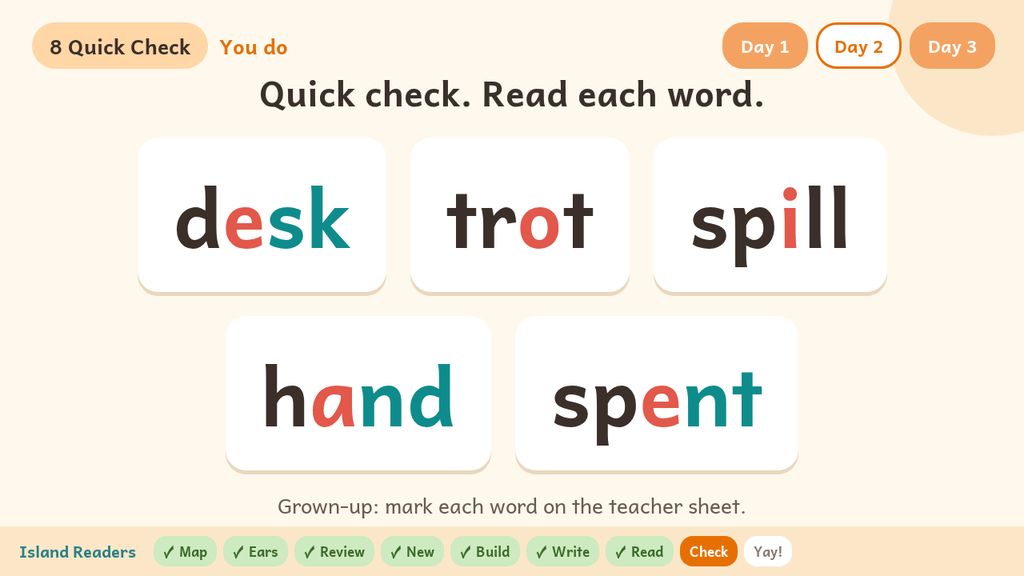 8 Quick Check You do Day 1 Day 2 Day 3
Quick check. Read each word.
desk trot spill
hand spent
Grown-up: mark each word on the teacher sheet.
Island Readers ✓ Map ✓ Ears ✓ Review ✓ New ✓ Build ✓ Write ✓ Read Check Yay!